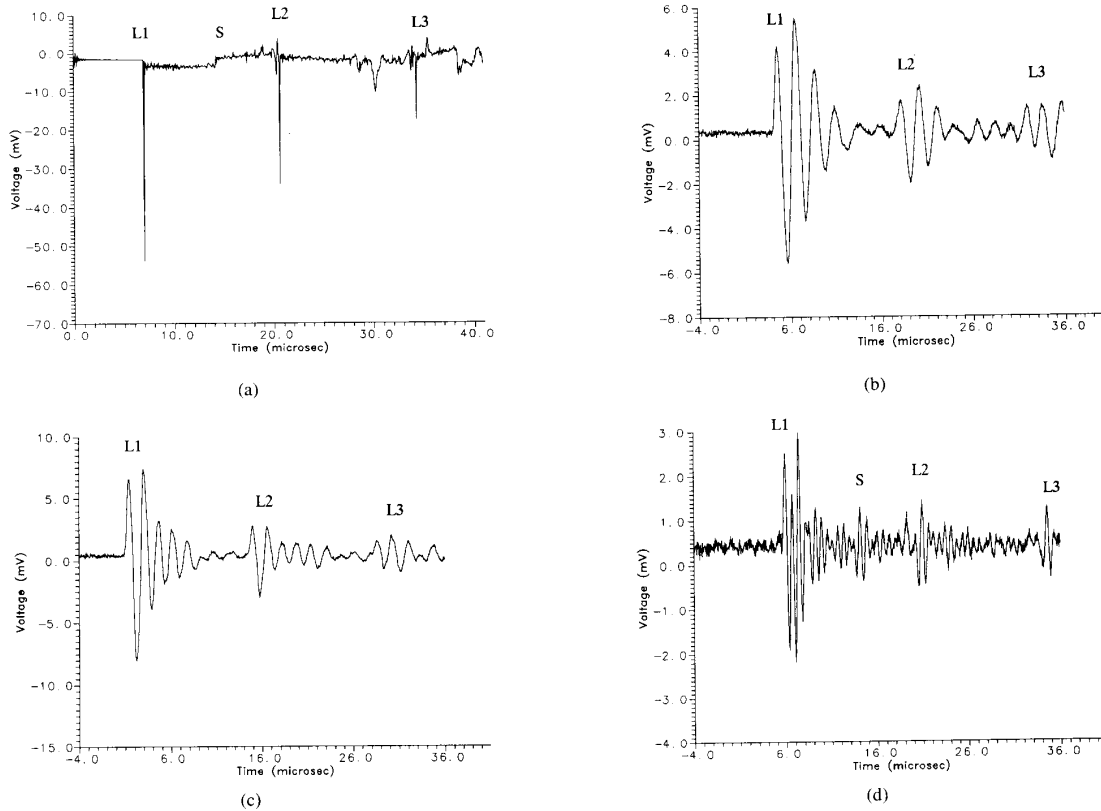 L1
S
L2
L3
10.0
0.0
-10.0
-20.0
-30.0
-40.0
-50.0
-60.0
-70.0
Voltage (mV)
0.0
10.0
20.0
30.0
40.0
Time (microsec)
(a)
L1
L2
L3
6.0
4.0
2.0
0.0
-2.0
-4.0
-6.0
-8.0
Voltage (mV)
-4.0
6.0
16.0
26.0
36.0
Time (microsec)
(b)
L1
L2
L3
10.0
5.0
0.0
-5.0
-10.0
-15.0
Voltage (mV)
-4.0
6.0
16.0
26.0
36.0
Time (microsec)
(c)
L1
S
L2
L3
3.0
2.0
1.0
0.0
-1.0
-2.0
-3.0
-4.0
Voltage (mV)
-4.0
6.0
16.0
26.0
36.0
Time (microsec)
(d)